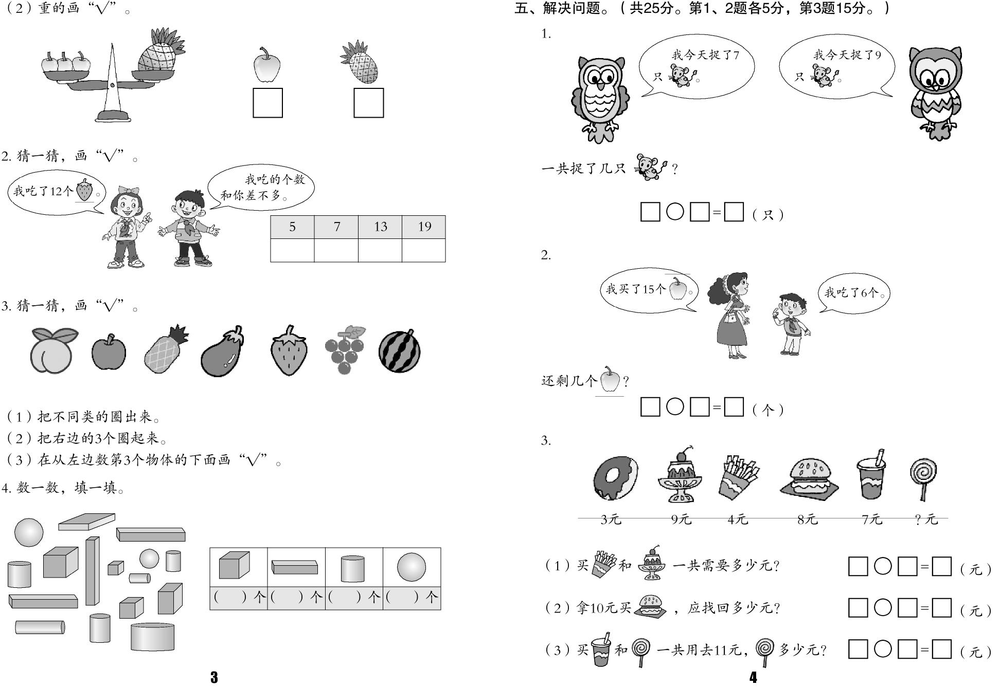 （2）重的画“√”。
2. 猜一猜，画“√”。
我吃了12个。
我吃的个数
和你差不多。
5 7 13 19
3. 猜一猜，画“√”。
（1）把不同类的圈出来。
（2）把右边的3个圈起来。
（3）在从左边数第3个物体的下面画“√”。
4. 数一数，填一填。
（ ）个 （ ）个 （ ）个 （ ）个
3
五、解决问题。（共25分。第1、2题各5分，第3题15分。）
1.
我今天捉了7
只。
我今天捉了9
只。
一共捉了几只？
□○□=□（只）
2.
我买了15个。
我吃了6个。
还剩几个？
□○□=□（个）
3.
3元 9元 4元 8元 7元 ？元
（1）买和一共需要多少元？ □○□=□（元）
（2）拿10元买，应找回多少元？ □○□=□（元）
（3）买和一共用去11元，多少元？ □○□=□（元）
4